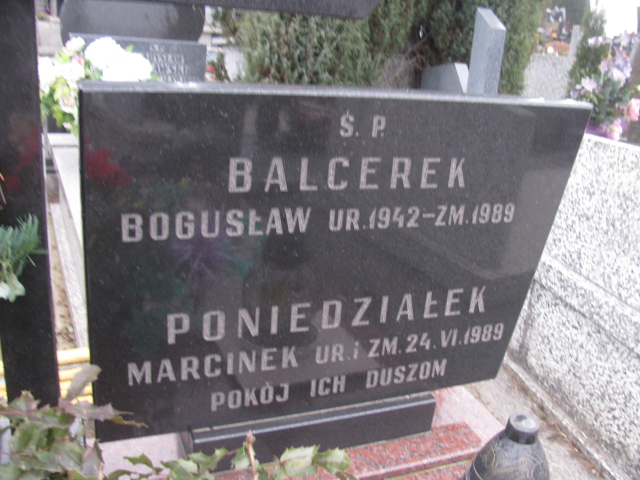 Ś. P.
BALCEREK
BOGUSŁAW UR.1942-ZM.1989
PONIEDZIAŁEK
MARCINEK UR.i ZM.24.VI.1989
POKÓJ ICH DUSZOM